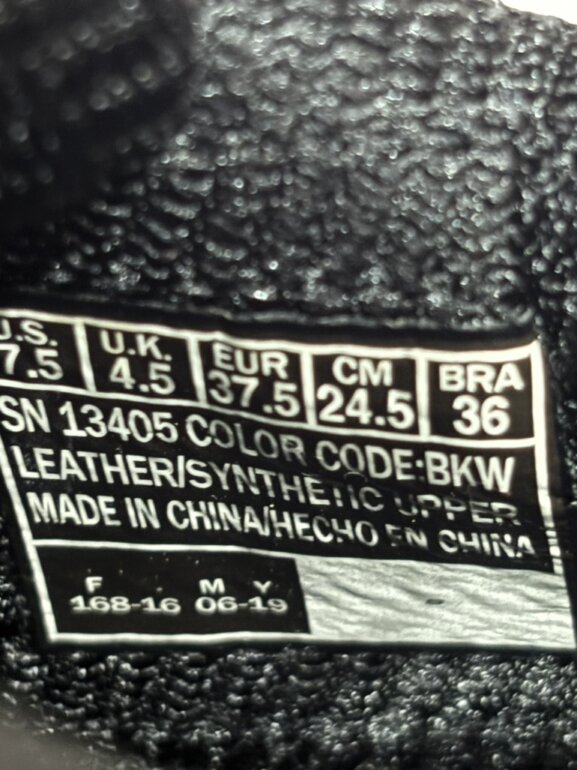 U.S. U.K. EUR CM BRA
7.5 4.5 37.5 24.5 36
SN 13405 COLOR CODE:BKW
LEATHER/SYNTHETIC UPPER
MADE IN CHINA/HECHO EN CHINA
F M Y
168-16 06-19